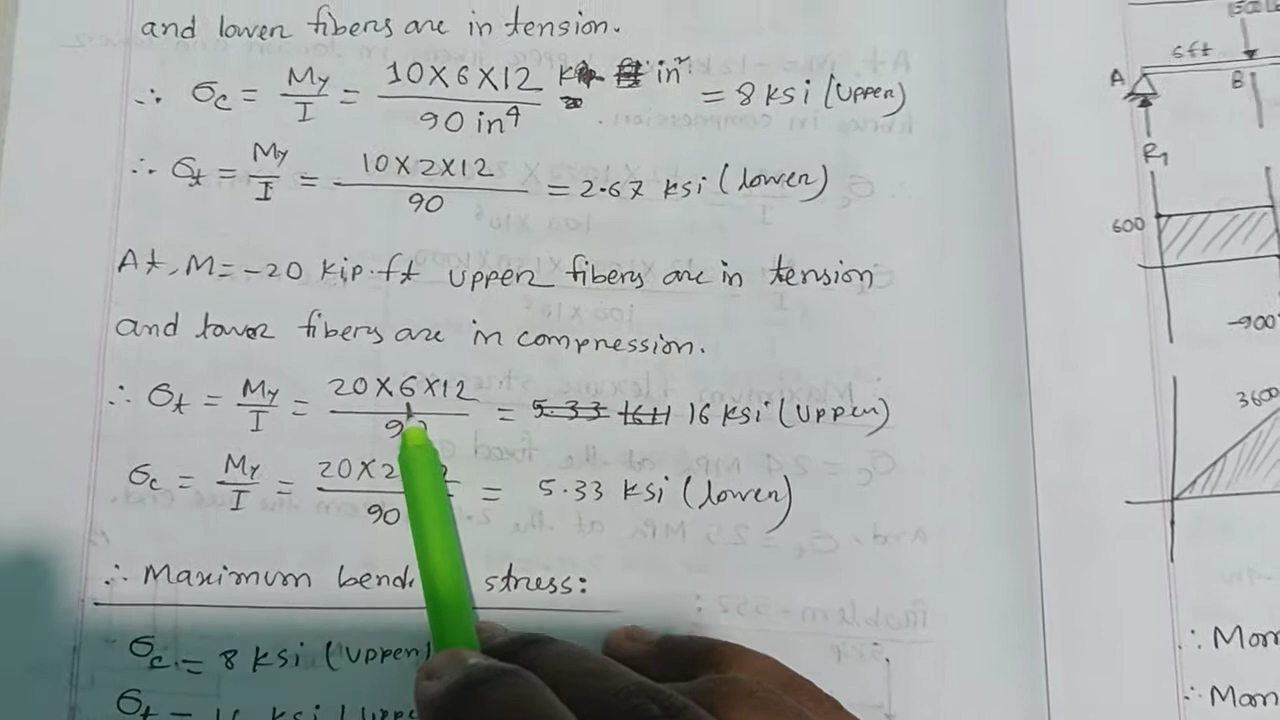 and lower fibers are in tension.
∴ σc = My/I = 10×6×12 / 90 in⁴ in² = 8 ksi (Upper)
∴ σt = My/I = 10×2×12 / 90 = 2.67 ksi (lower)
At, M = -20 kip.ft upper fibers are in tension
and lower fibers are in compression.
∴ σt = My/I = 20×6×12 / 9 = 5.33 16 ksi (Upper)
σc = My/I = 20×2 / 90 = 5.33 ksi (lower)
∴ Maximum bend stress:
σc = 8 ksi (Upper)
σt =
6ft
A
B
R1
600
-900
3600
∴ Mom
∴ Mom